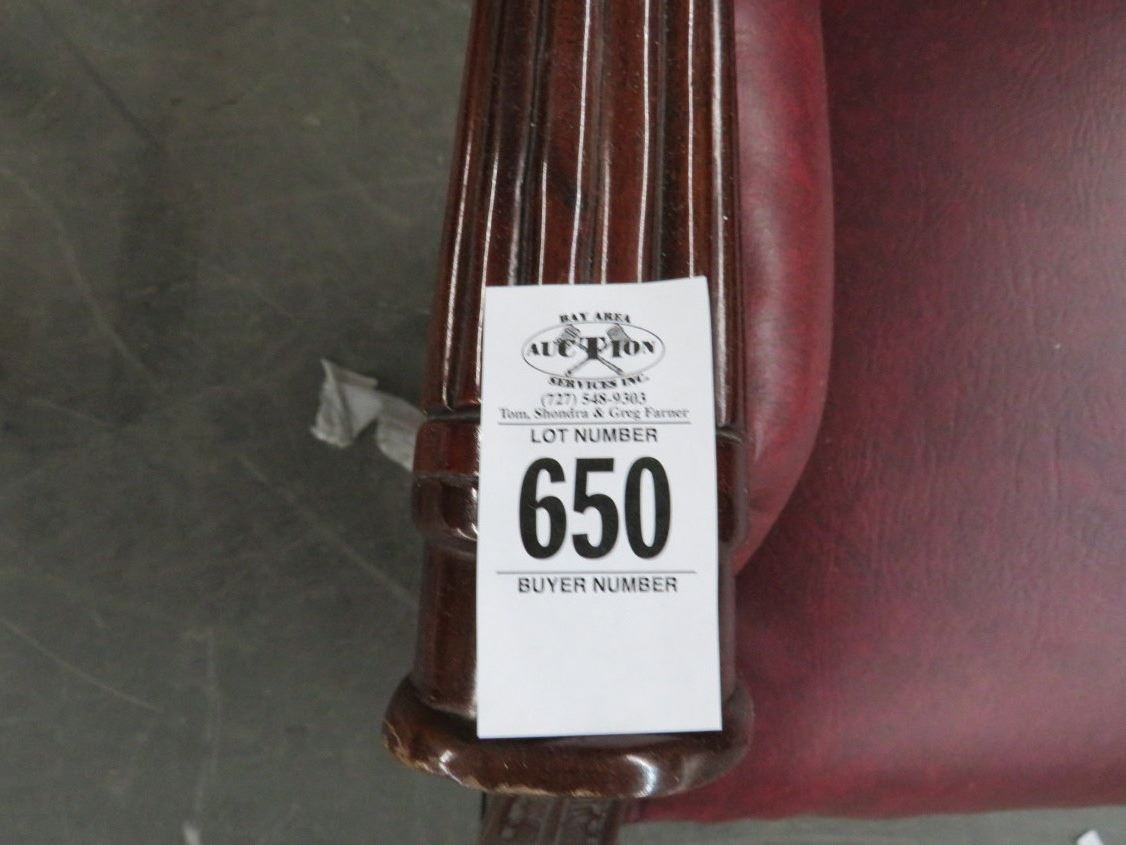 BAY AREA
AUCTION
SERVICES INC.
(727) 548-9303
Tom, Shondra & Greg Farner
LOT NUMBER
650
BUYER NUMBER